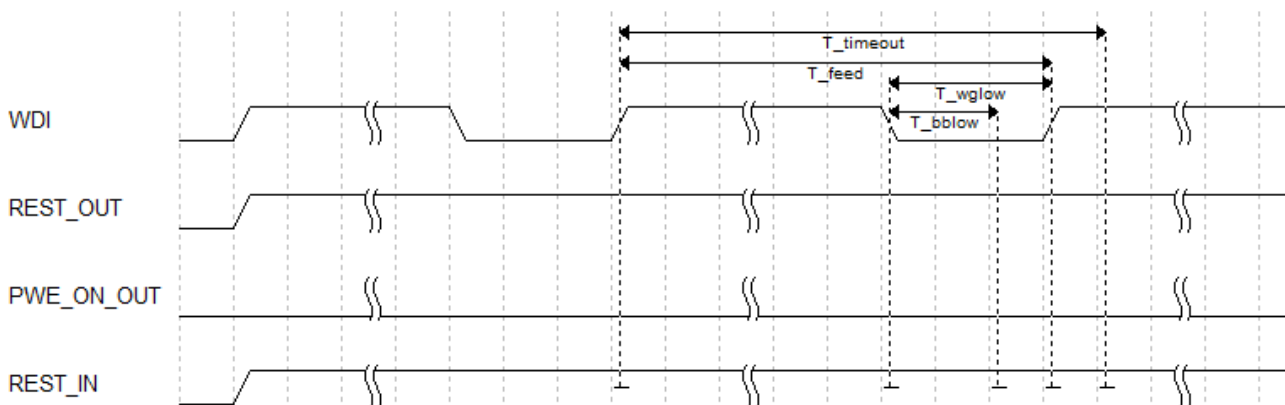 T_timeout
T_feed
T_wglow
WDI
T_bblow
REST_OUT
PWE_ON_OUT
REST_IN